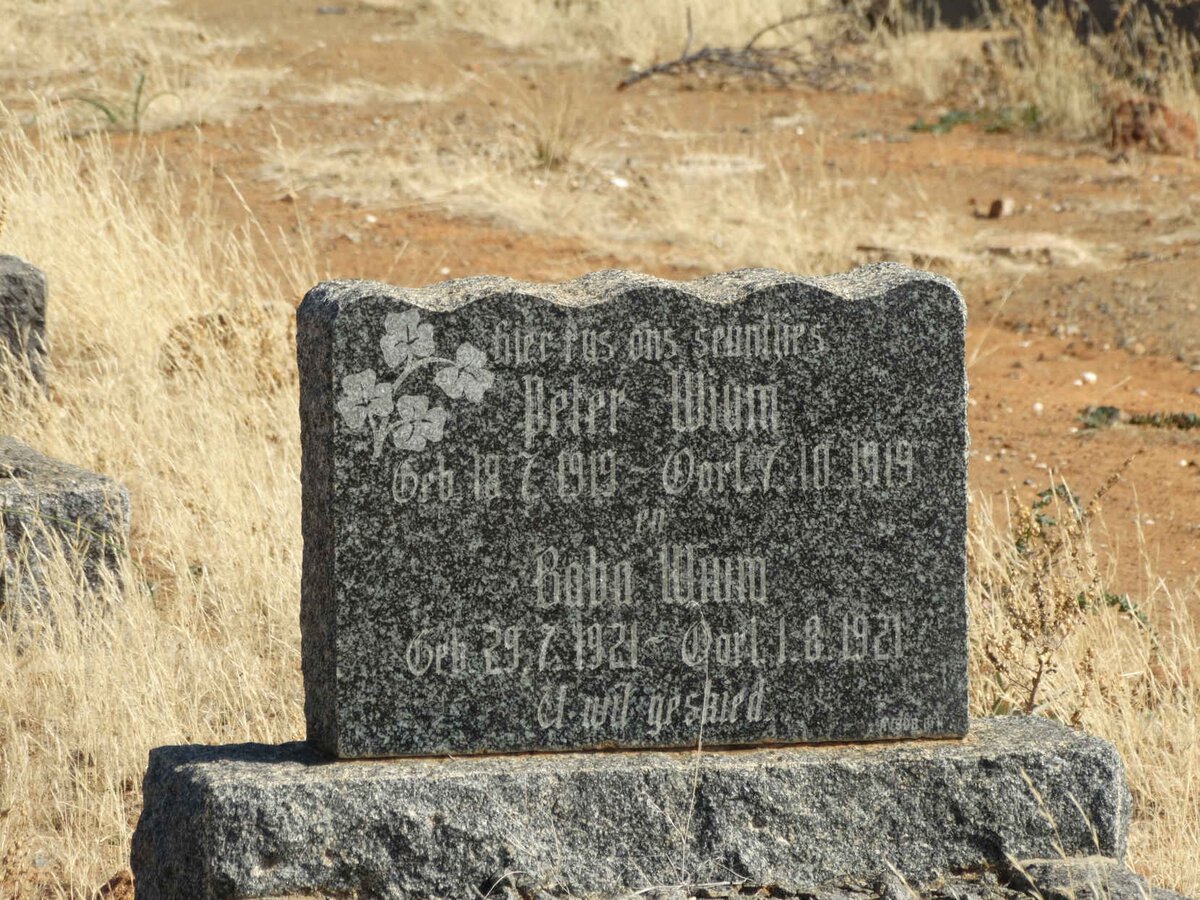 Hier rus ons seuntjies
Peter Wium
Geb. 18.7.1919 ~ Oorl. 7.10.1919
en
Baba Wium
Geb. 29.7.1921 ~ Oorl. 1.8.1921
U wil geskied.